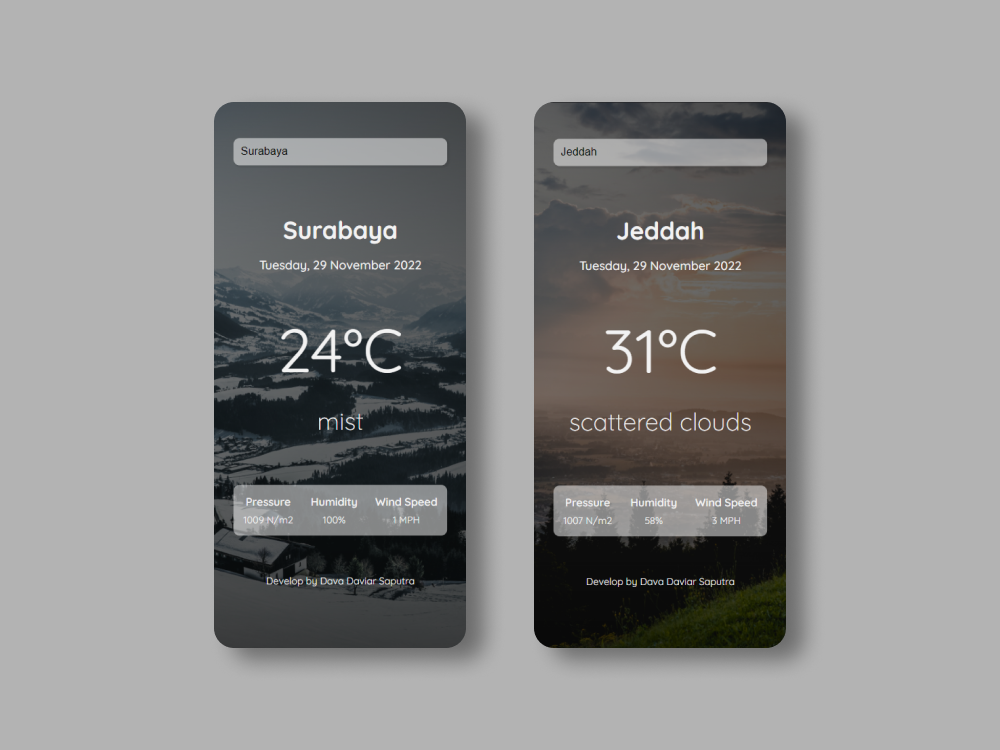 Surabaya
Surabaya
Tuesday, 29 November 2022
24°C
mist
Pressure Humidity Wind Speed
1009 N/m2 100% 1 MPH
Develop by Dava Daviar Saputra
Jeddah
Jeddah
Tuesday, 29 November 2022
31°C
scattered clouds
Pressure Humidity Wind Speed
1007 N/m2 58% 3 MPH
Develop by Dava Daviar Saputra